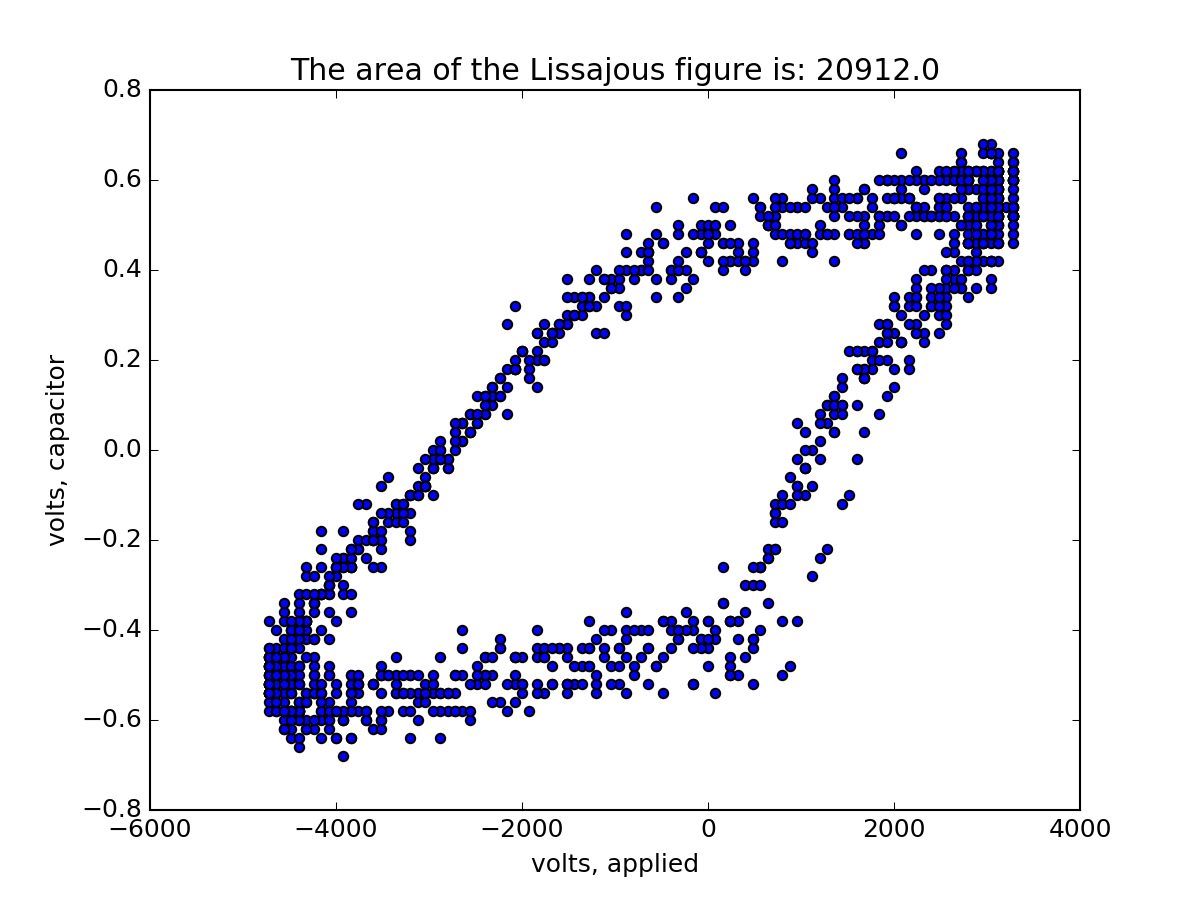 The area of the Lissajous figure is: 20912.0
0.8
0.6
0.4
0.2
0.0
−0.2
−0.4
−0.6
−0.8
volts, capacitor
−6000 −4000 −2000 0 2000 4000
volts, applied